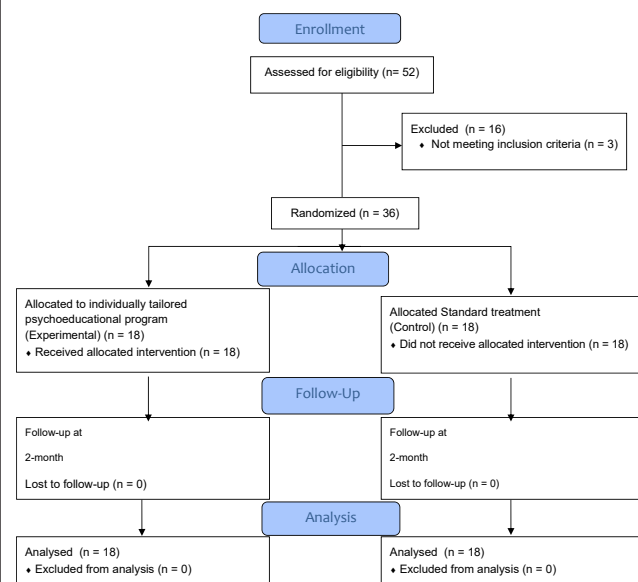 Enrollment
Assessed for eligibility (n= 52)
Excluded (n = 16)
♦ Not meeting inclusion criteria (n = 3)
Randomized (n = 36)
Allocation
Allocated to individually tailored
psychoeducational program
(Experimental) (n = 18)
♦ Received allocated intervention (n = 18)
Allocated Standard treatment
(Control) (n = 18)
♦ Did not receive allocated intervention (n = 18)
Follow-Up
Follow-up at
2-month
Lost to follow-up (n = 0)
Follow-up at
2-month
Lost to follow-up (n = 0)
Analysis
Analysed (n = 18)
♦ Excluded from analysis (n = 0)
Analysed (n = 18)
♦ Excluded from analysis (n = 0)